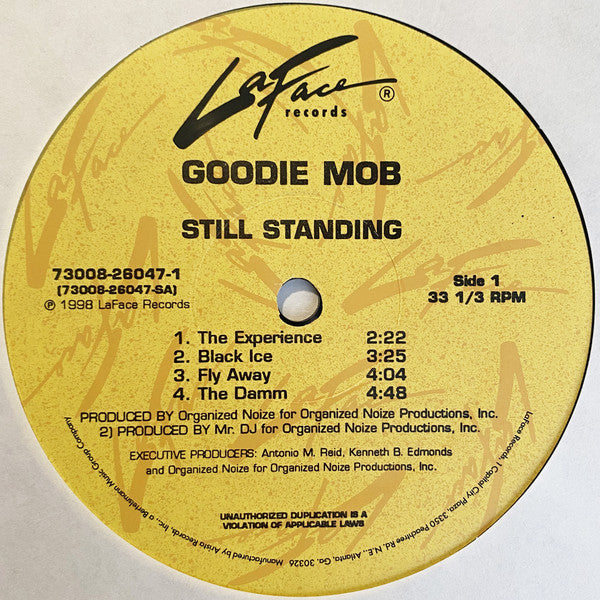 LaFace ®
records
GOODIE MOB
STILL STANDING
73008-26047-1
(73008-26047-SA)
℗ 1998 LaFace Records
Side 1
33 1/3 RPM
1. The Experience 2:22
2. Black Ice 3:25
3. Fly Away 4:04
4. The Damm 4:48
PRODUCED BY Organized Noize for Organized Noize Productions, Inc.
2) PRODUCED BY Mr. DJ for Organized Noize Productions, Inc.
EXECUTIVE PRODUCERS: Antonio M. Reid, Kenneth B. Edmonds
and Organized Noize for Organized Noize Productions, Inc.
UNAUTHORIZED DUPLICATION IS A
VIOLATION OF APPLICABLE LAWS
LaFace Records, 1 Capitol City Plaza, 3350 Peachtree Rd. N.E., Atlanta, Ga. 30326 Manufactured by Arista Records, Inc., a Bertelsmann Music Group Company